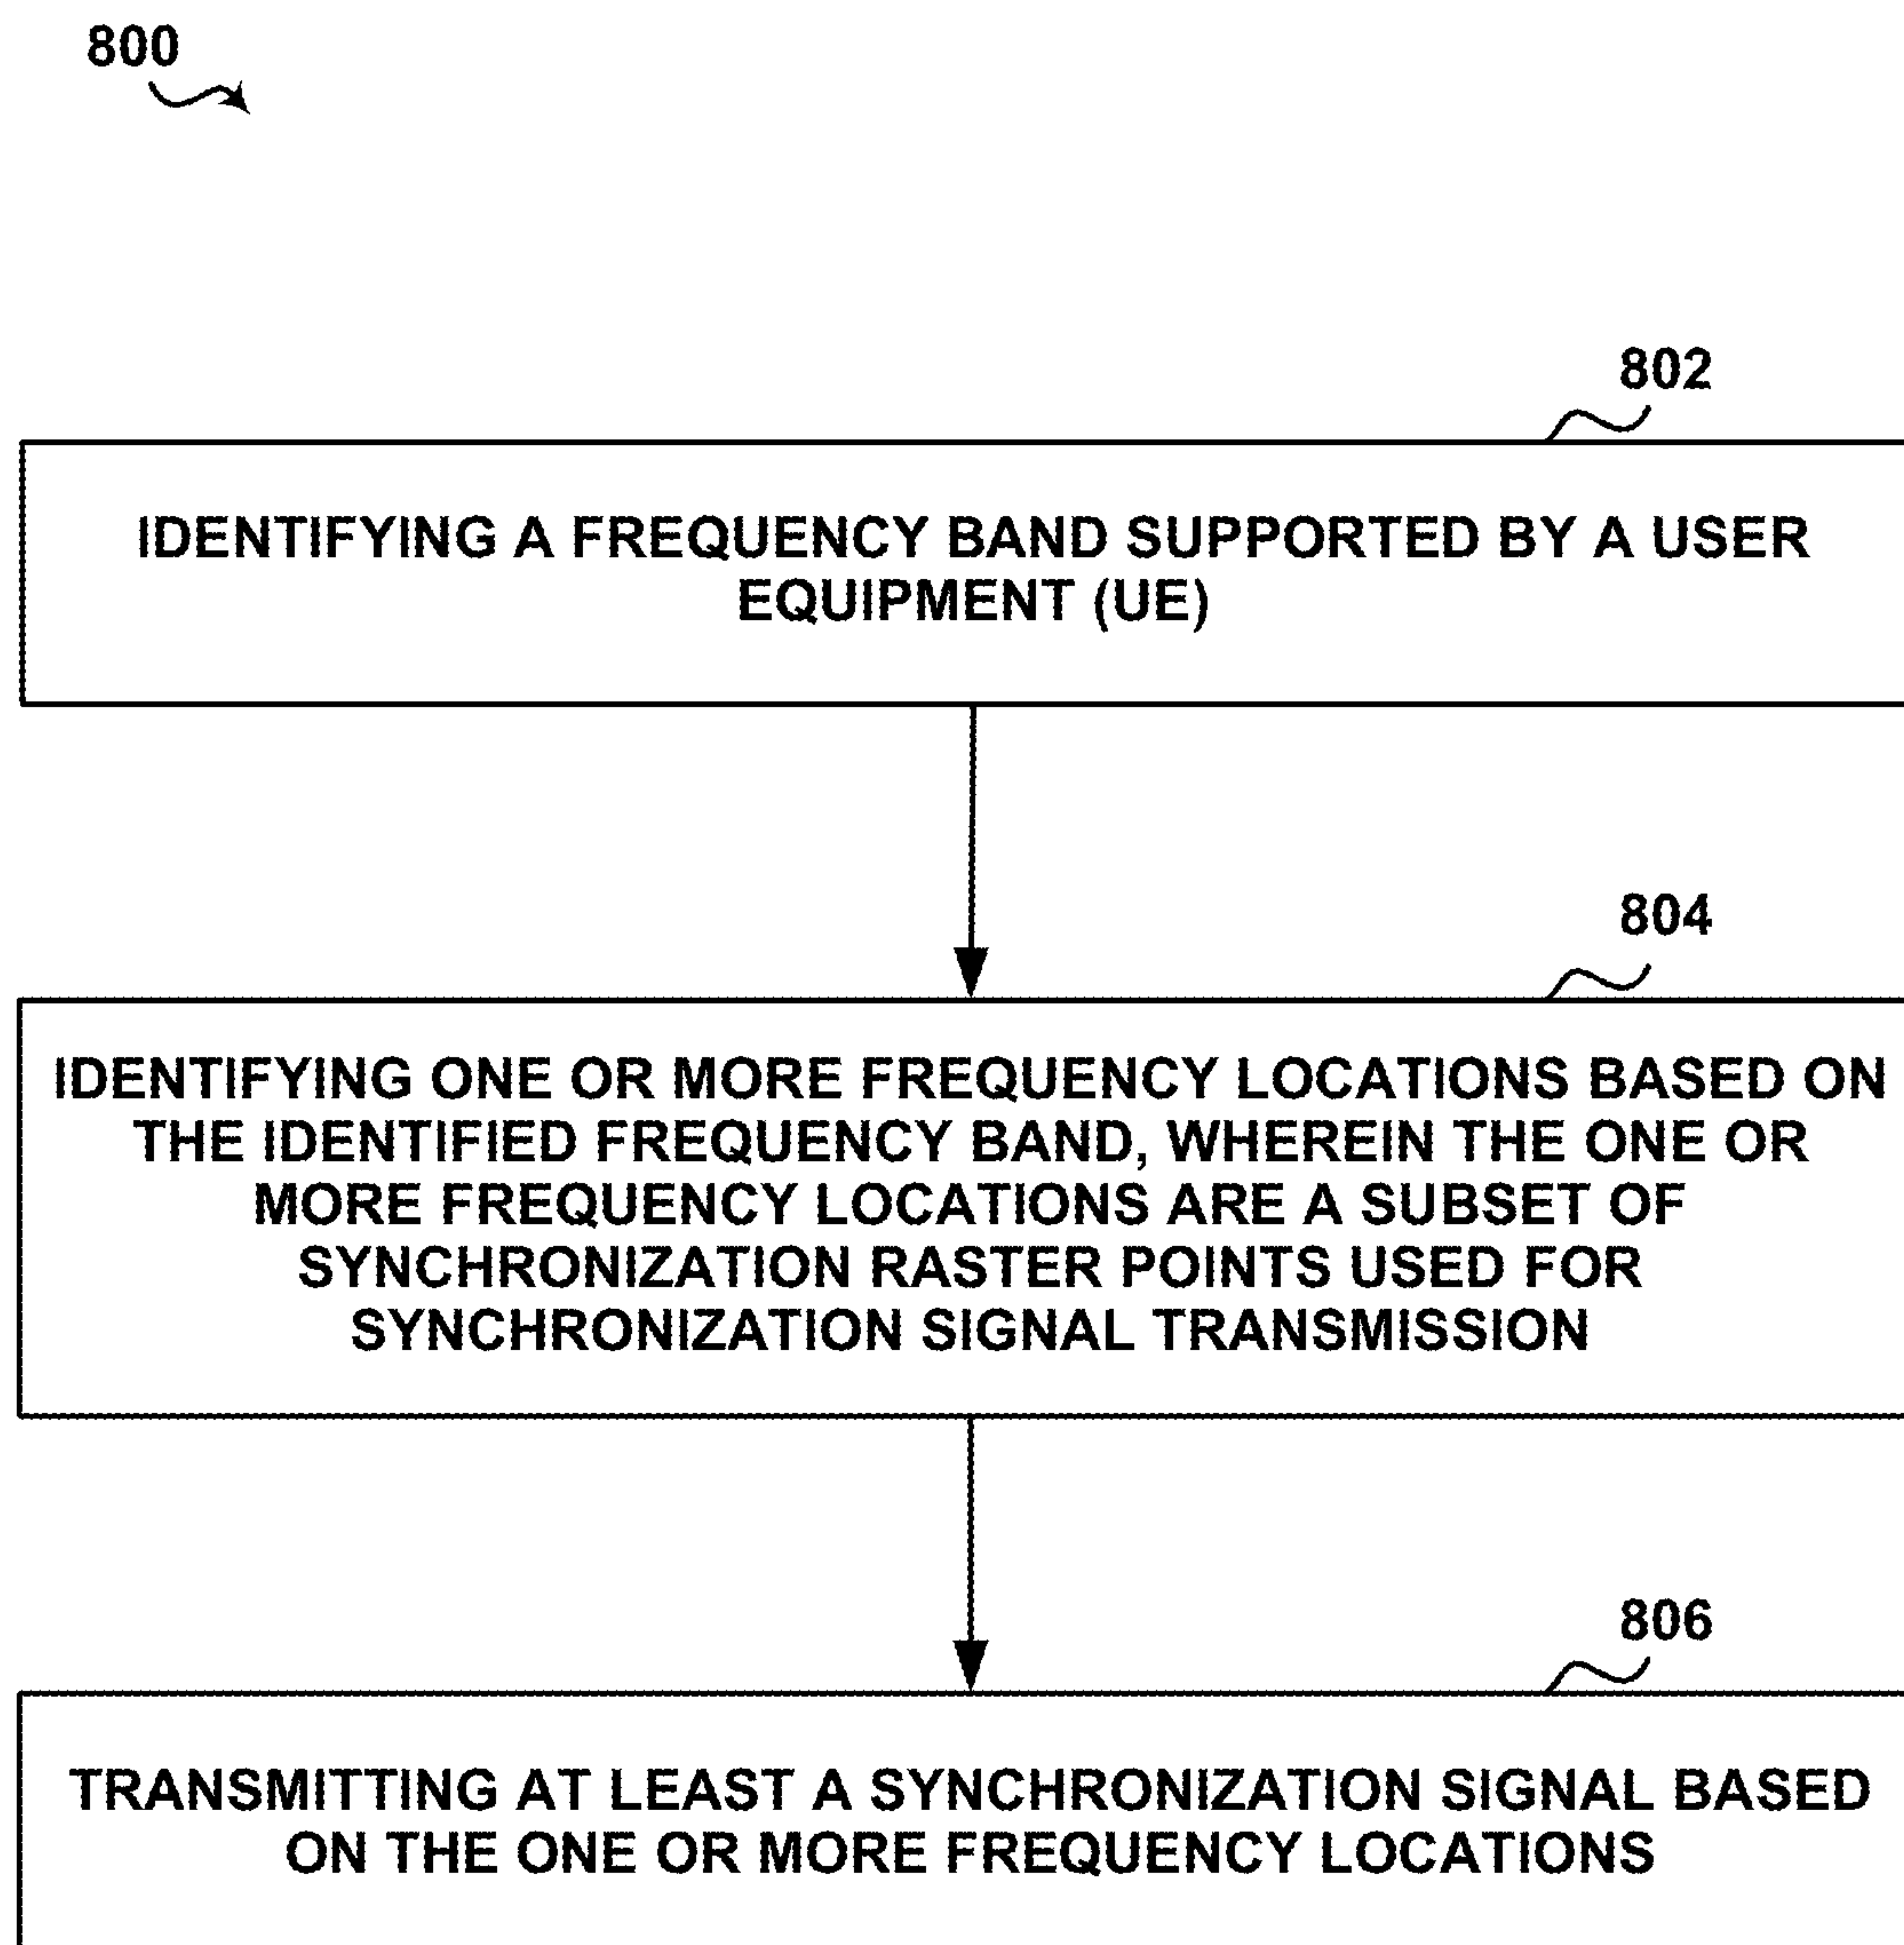 800
802
IDENTIFYING A FREQUENCY BAND SUPPORTED BY A USER
EQUIPMENT (UE)
804
IDENTIFYING ONE OR MORE FREQUENCY LOCATIONS BASED ON
THE IDENTIFIED FREQUENCY BAND, WHEREIN THE ONE OR
MORE FREQUENCY LOCATIONS ARE A SUBSET OF
SYNCHRONIZATION RASTER POINTS USED FOR
SYNCHRONIZATION SIGNAL TRANSMISSION
806
TRANSMITTING AT LEAST A SYNCHRONIZATION SIGNAL BASED
ON THE ONE OR MORE FREQUENCY LOCATIONS